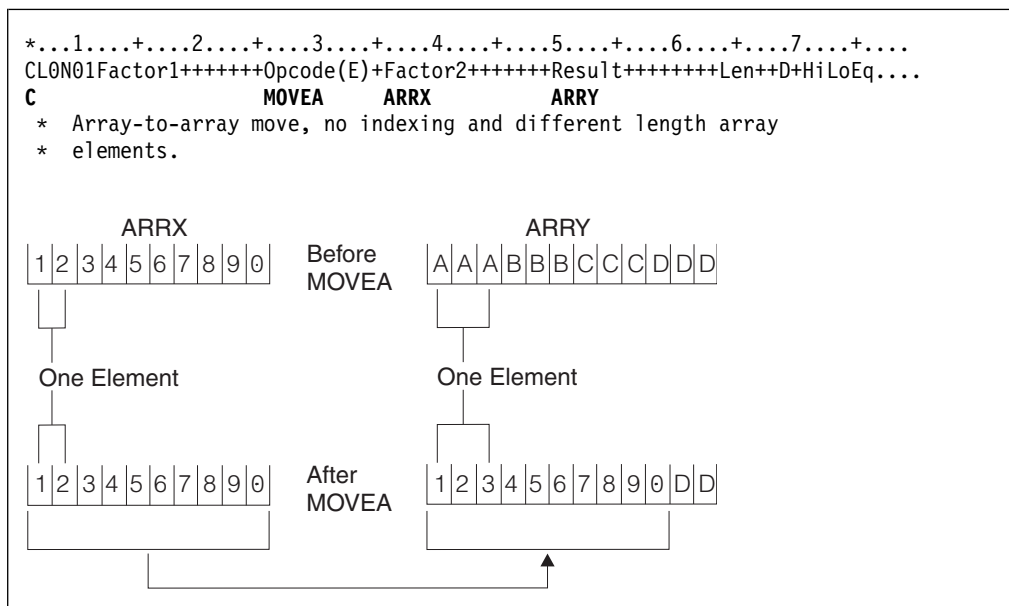 *...1....+....2....+....3....+....4....+....5....+....6....+....7....+....
CL0N01Factor1+++++++Opcode(E)+Factor2+++++++Result++++++++Len++D+HiLoEq....
C                   MOVEA     ARRX          ARRY
 *  Array-to-array move, no indexing and different length array
 *  elements.
ARRX ARRY
1 2 3 4 5 6 7 8 9 0 Before A A A B B B C C C D D D
MOVEA
One Element One Element
1 2 3 4 5 6 7 8 9 0 After 1 2 3 4 5 6 7 8 9 0 D D
MOVEA